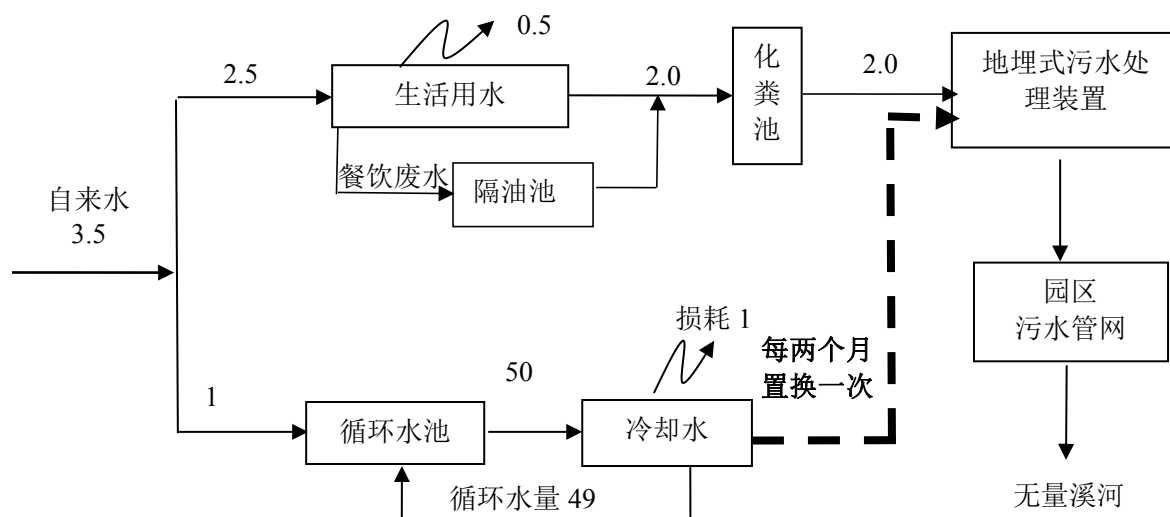 0.5
2.5
生活用水
2.0
化
粪
池
2.0
地埋式污水处
理装置
餐饮废水
隔油池
自来水
3.5
园区
污水管网
损耗 1
每两个月
置换一次
50
1
循环水池
冷却水
循环水量 49
无量溪河